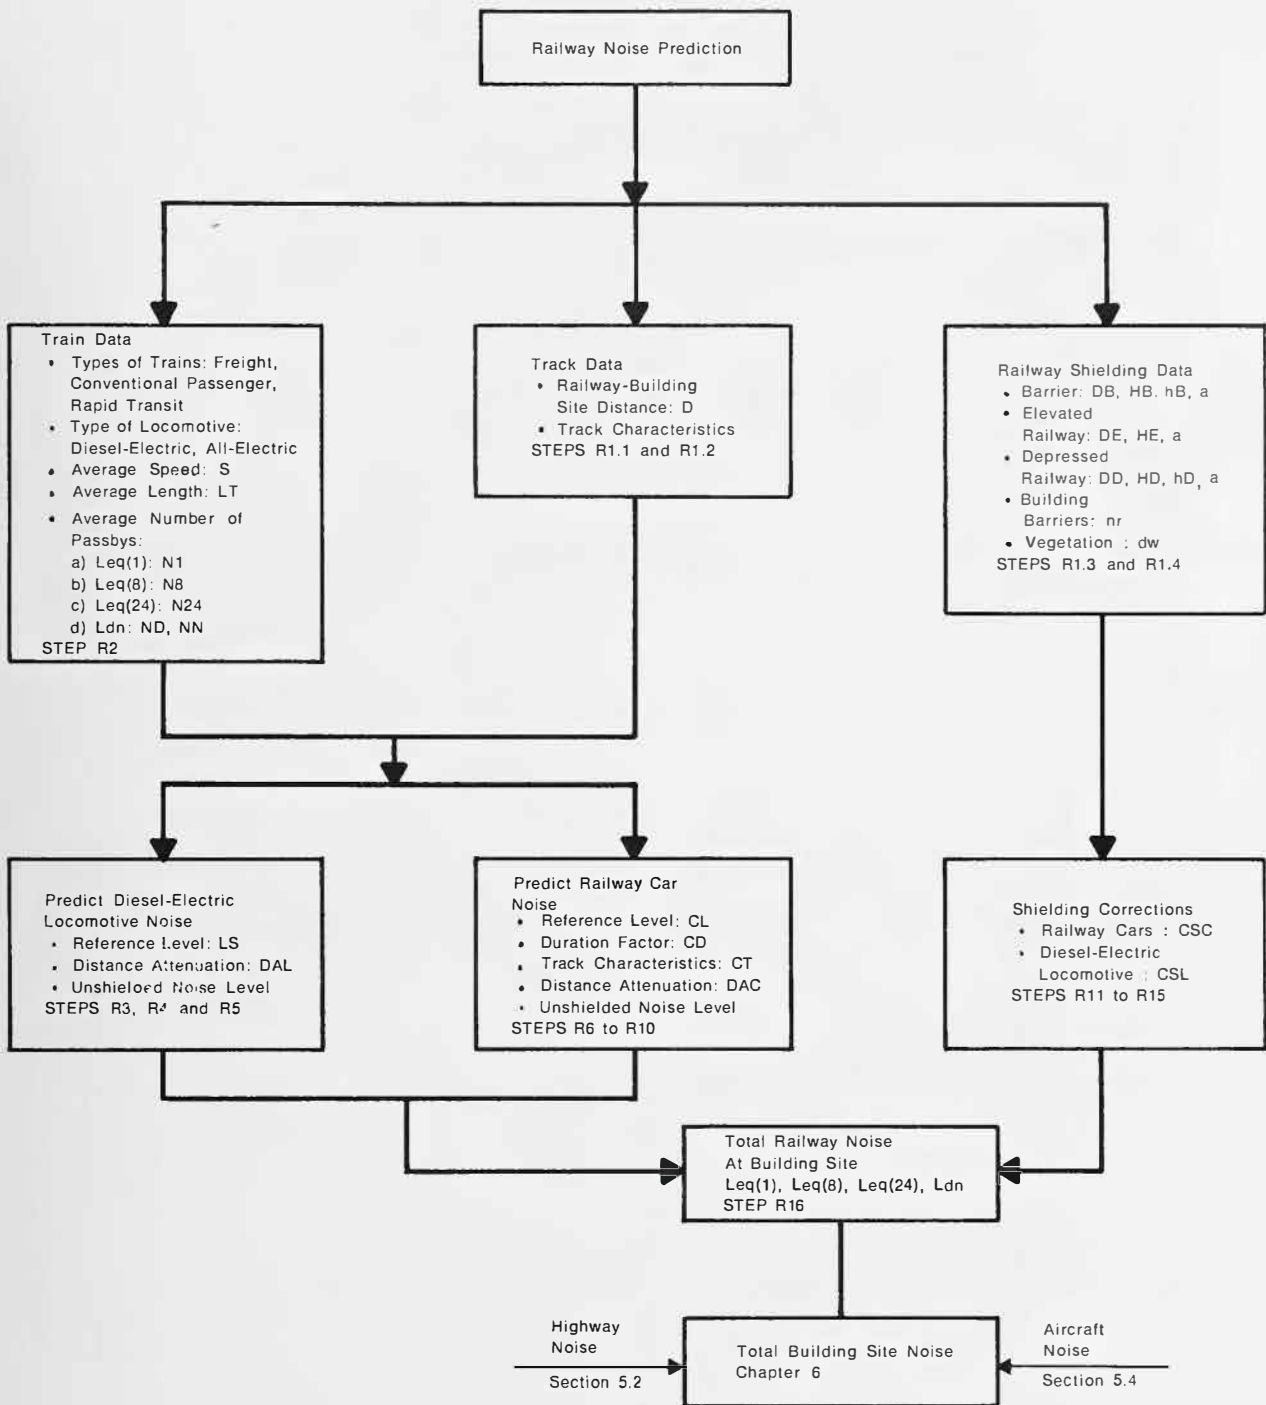 Railway Noise Prediction
Train Data
• Types of Trains: Freight,
Conventional Passenger,
Rapid Transit
• Type of Locomotive:
Diesel-Electric, All-Electric
• Average Speed: S
• Average Length: LT
• Average Number of
Passbys:
a) Leq(1): N1
b) Leq(8): N8
c) Leq(24): N24
d) Ldn: ND, NN
STEP R2
Track Data
• Railway-Building
Site Distance: D
• Track Characteristics
STEPS R1.1 and R1.2
Railway Shielding Data
• Barrier: DB, HB. hB, a
• Elevated
Railway: DE, HE, a
• Depressed
Railway: DD, HD, hD, a
• Building
Barriers: nr
• Vegetation : dw
STEPS R1.3 and R1.4
Predict Diesel-Electric
Locomotive Noise
• Reference Level: LS
• Distance Attenuation: DAL
• Unshielded Noise Level
STEPS R3, R4 and R5
Predict Railway Car
Noise
• Reference Level: CL
• Duration Factor: CD
• Track Characteristics: CT
• Distance Attenuation: DAC
• Unshielded Noise Level
STEPS R6 to R10
Shielding Corrections
• Railway Cars : CSC
• Diesel-Electric
Locomotive : CSL
STEPS R11 to R15
Total Railway Noise
At Building Site
Leq(1), Leq(8), Leq(24), Ldn
STEP R16
Highway
Noise
Section 5.2
Total Building Site Noise
Chapter 6
Aircraft
Noise
Section 5.4